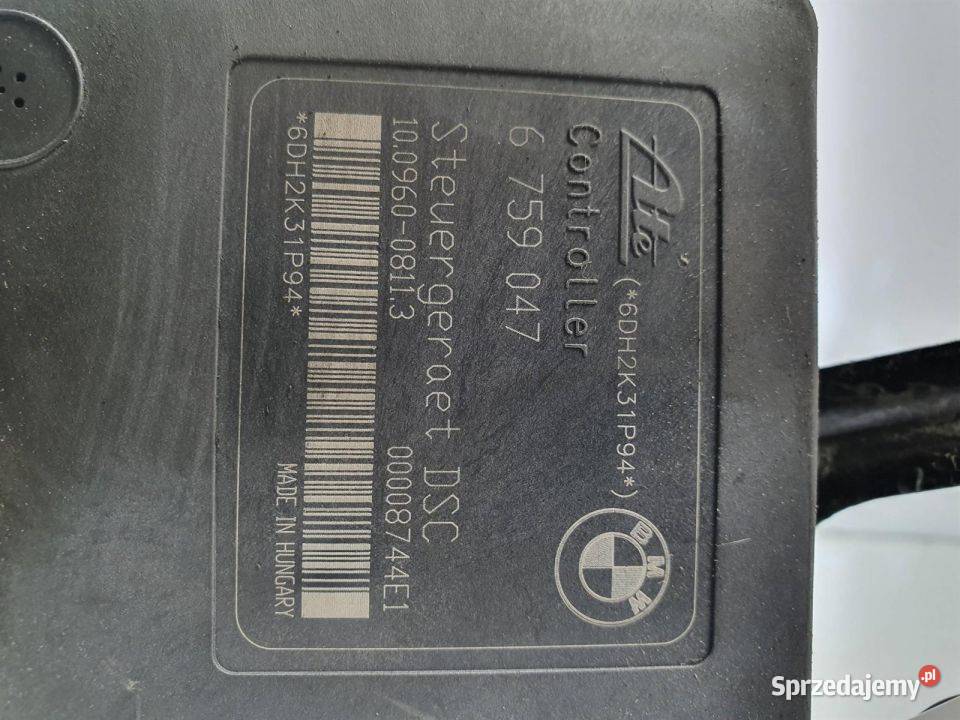 Ate (*6DH2K31P94*)
Controller
BMW
6 759 047
Steuergeraet DSC
10.0960-0811.3 00008744E1
*6DH2K31P94*
MADE IN HUNGARY
Sprzedajemy.pl